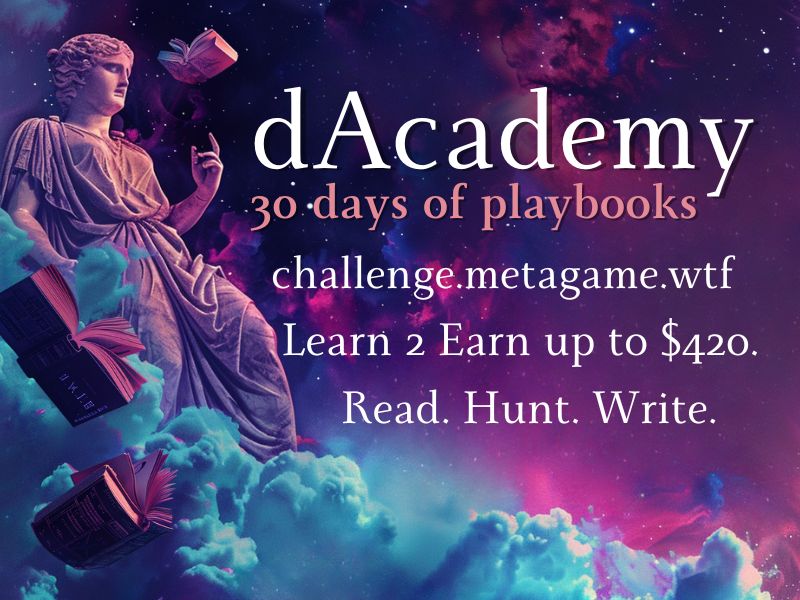 dAcademy
30 days of playbooks
challenge.metagame.wtf
Learn 2 Earn up to $420.
Read. Hunt. Write.